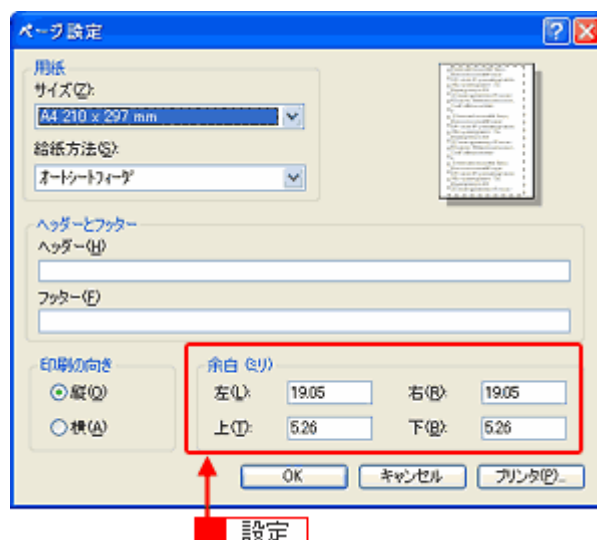 ページ設定
用紙
サイズ(Z):
A4 210 x 297 mm
給紙方法(S):
オートシートフィーダ
ヘッダーとフッター
ヘッダー(H)
フッター(F)
印刷の向き
縦(O)
横(A)
余白 (ミリ)
左(L): 19.05 右(R): 19.05
上(T): 5.26 下(B): 5.26
OK キャンセル プリンタ(P)...
設定